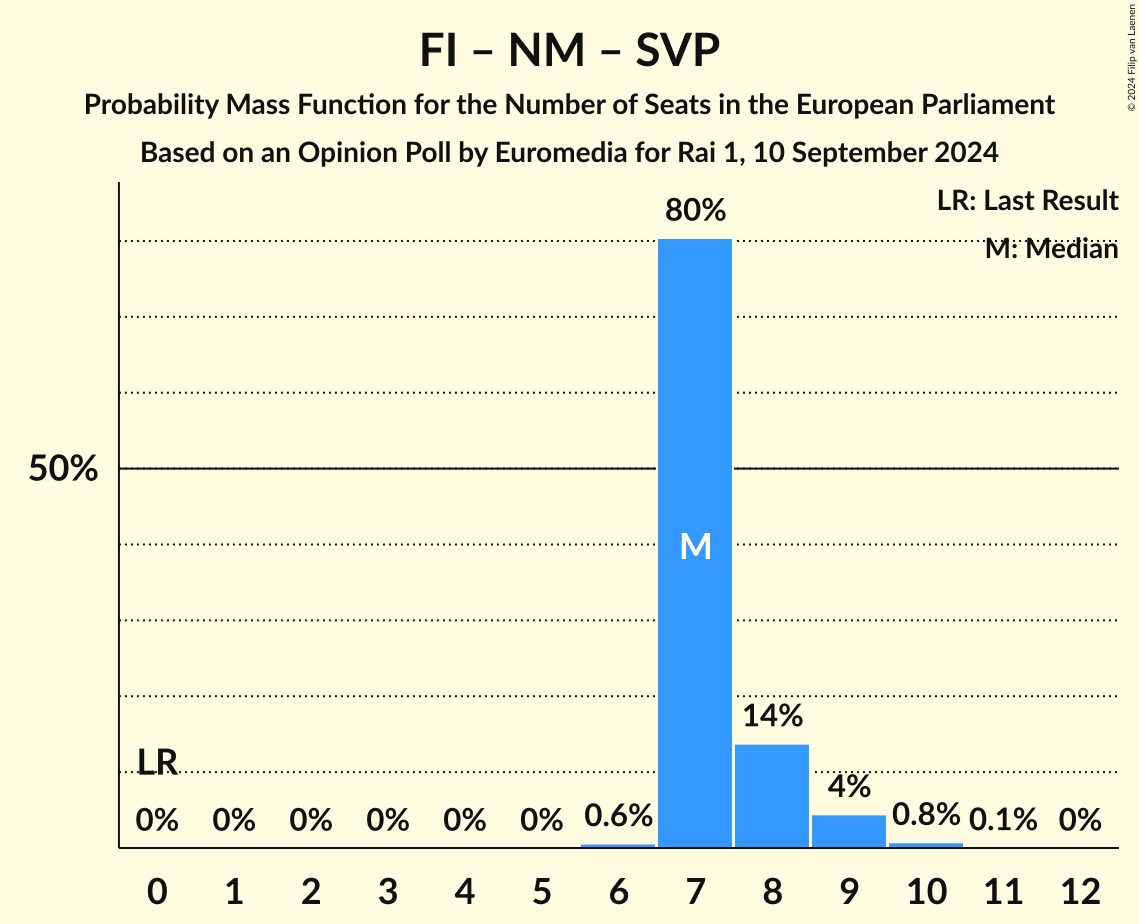 FI – NM – SVP
Probability Mass Function for the Number of Seats in the European Parliament
Based on an Opinion Poll by Euromedia for Rai 1, 10 September 2024
© 2024 Filip van Laenen
LR: Last Result
M: Median
80%
50%
M
14%
LR
4%
0% 0% 0% 0% 0% 0% 0.6% 0.8% 0.1% 0%
0 1 2 3 4 5 6 7 8 9 10 11 12